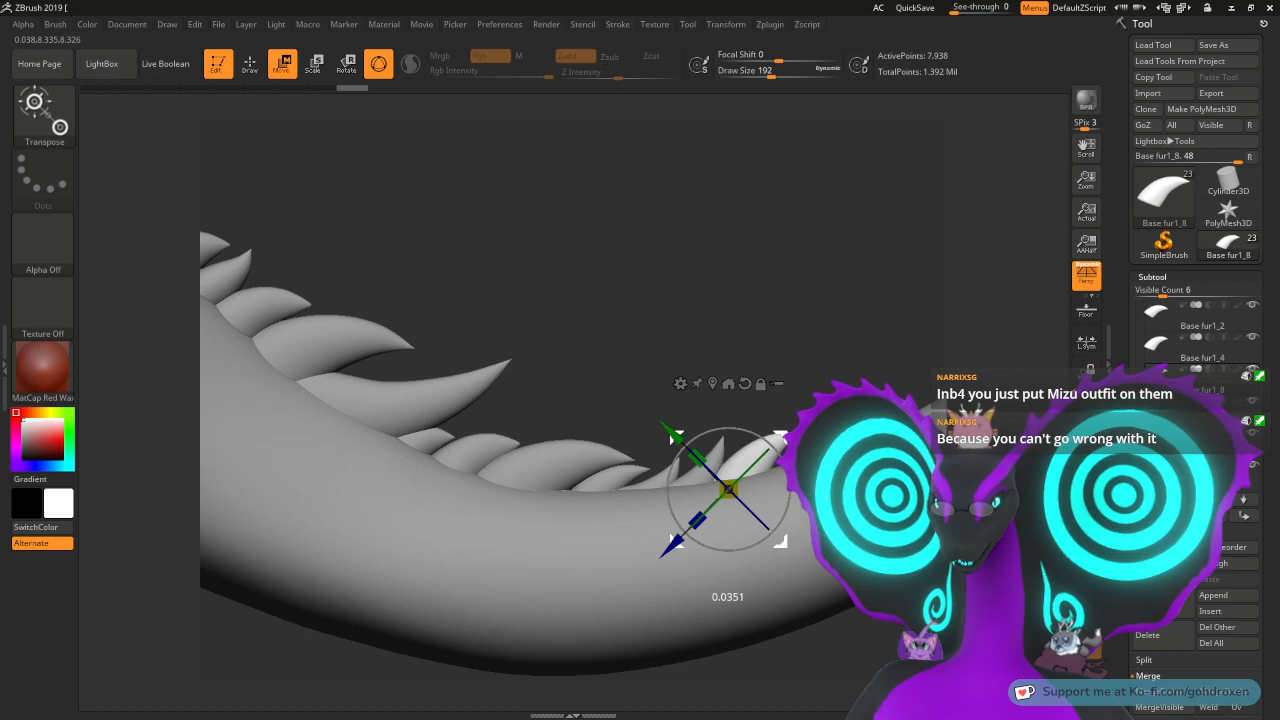 ZBrush 2019 [
AC QuickSave See-through 0 Menus DefaultZScript
Alpha Brush Color Document Draw Edit File Layer Light Macro Marker Material Movie Picker Preferences Render Stencil Stroke Texture Tool Transform Zplugin Zscript
Tool
0.038,8.335,8.326
Home Page LightBox Live Boolean Edit Draw Move Scale Rotate
Mrgb Rgb M
Rgb Intensity
Zadd Zsub Zcut
Z Intensity
Focal Shift 0
Draw Size 192 Dynamic
ActivePoints: 7.938
TotalPoints: 1.392 Mil
Load Tool Save As
Load Tools From Project
Copy Tool Paste Tool
Import Export
Clone Make PolyMesh3D
GoZ All Visible R
Lightbox▶Tools
Base fur1_8. 48 R
23
Cylinder3D
Base fur1_8 PolyMesh3D
23
SimpleBrush Base fur1_8
Subtool
Visible Count 6
Base fur1_2
Base fur1_4
Transpose
Dots
Alpha Off
Texture Off
MatCap Red Wax
Gradient
SwitchColor
Alternate
BPR
SPix 3
Scroll
Zoom
Actual
AAHalf
Dynamic
Persp
Floor
L.Sym
NARRIXSG
Inb4 you just put Mizu outfit on them
NARRIXSG
Because you can't go wrong with it
0.0351
Append
Insert
Delete Del Other
Del All
Split
Merge
MergeVisible Weld Uv
Support me at Ko-fi.com/gohdroxen